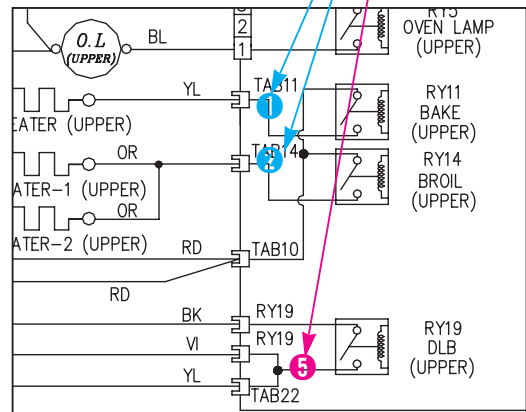 RY5
OVEN LAMP
(UPPER)
2
1
O.L
(UPPER)
BL
YL
TAB11
1
RY11
BAKE
(UPPER)
EATER (UPPER)
OR
TAB14
2
RY14
BROIL
(UPPER)
ATER-1 (UPPER)
OR
ATER-2 (UPPER)
RD
TAB10
RD
BK
RY19
VI
RY19
5
RY19
DLB
(UPPER)
YL
TAB22